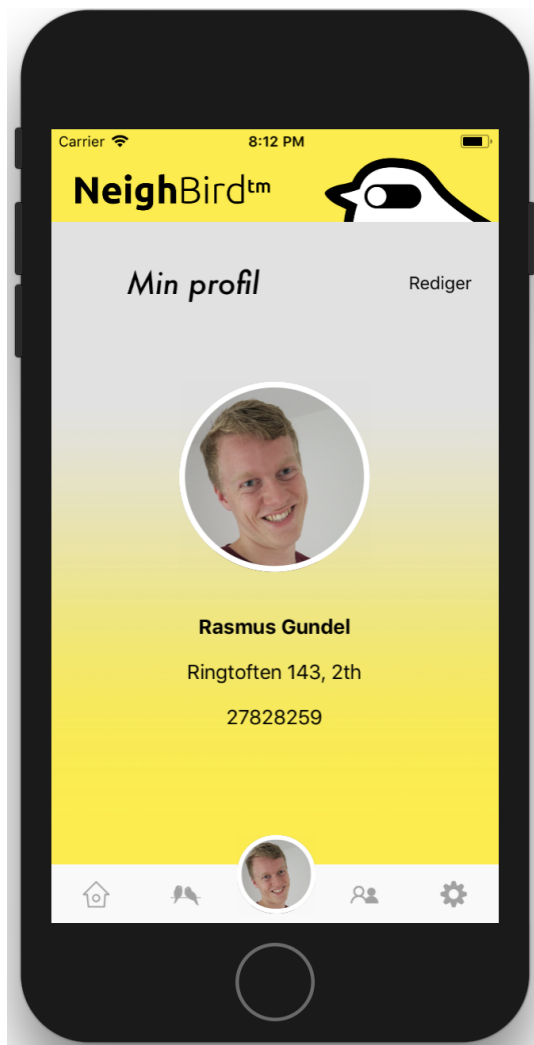 Carrier 8:12 PM
NeighBird™
Min profil Rediger
Rasmus Gundel
Ringtoften 143, 2th
27828259